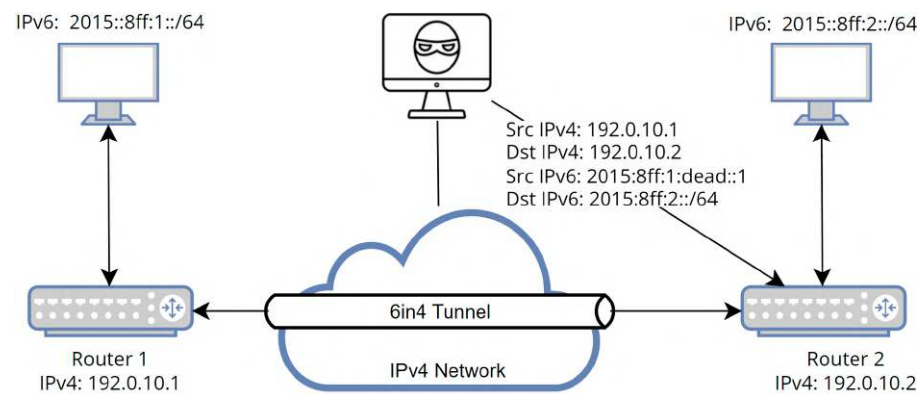 IPv6: 2015::8ff:1::/64
IPv6: 2015::8ff:2::/64
Src IPv4: 192.0.10.1
Dst IPv4: 192.0.10.2
Src IPv6: 2015:8ff:1:dead::1
Dst IPv6: 2015:8ff:2::/64
6in4 Tunnel
IPv4 Network
Router 1
IPv4: 192.0.10.1
Router 2
IPv4: 192.0.10.2